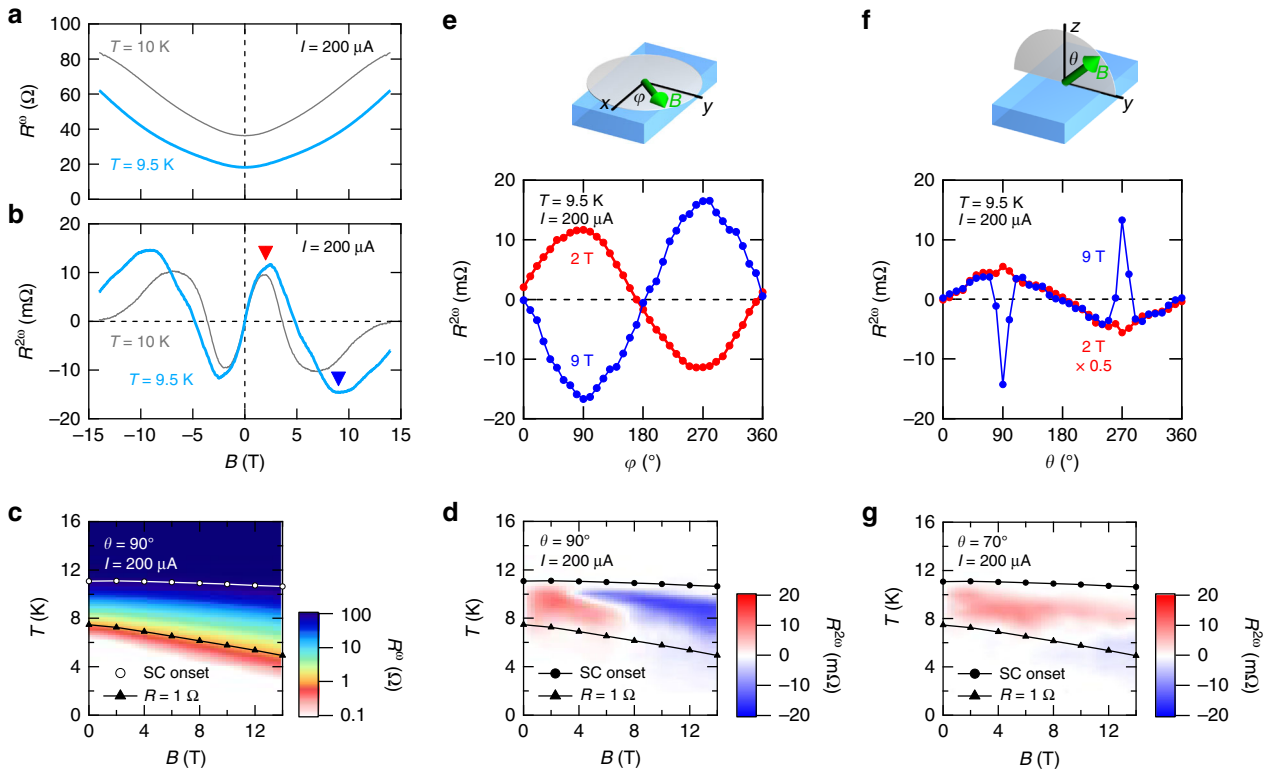 a
100
80
60
40
20
0
R^ω (Ω)
T = 10 K
I = 200 μA
T = 9.5 K
b
20
10
0
−10
−20
R^2ω (mΩ)
I = 200 μA
T = 10 K
T = 9.5 K
−15 −10 −5 0 5 10 15
B (T)
c
16
12
8
4
0
T (K)
θ = 90°
I = 200 μA
SC onset
R = 1 Ω
0 4 8 12
B (T)
100
10
1
0.1
R^ω (Ω)
d
16
12
8
4
0
T (K)
θ = 90°
I = 200 μA
SC onset
R = 1 Ω
0 4 8 12
B (T)
20
10
0
−10
−20
R^2ω (mΩ)
e
x
φ
B
y
20
10
0
−10
−20
R^2ω (mΩ)
T = 9.5 K
I = 200 μA
2 T
9 T
0 90 180 270 360
φ (°)
f
z
θ
B
y
20
10
0
−10
−20
R^2ω (mΩ)
T = 9.5 K
I = 200 μA
9 T
2 T
× 0.5
0 90 180 270 360
θ (°)
g
16
12
8
4
0
T (K)
θ = 70°
I = 200 μA
SC onset
R = 1 Ω
0 4 8 12
B (T)
20
10
0
−10
−20
R^2ω (mΩ)